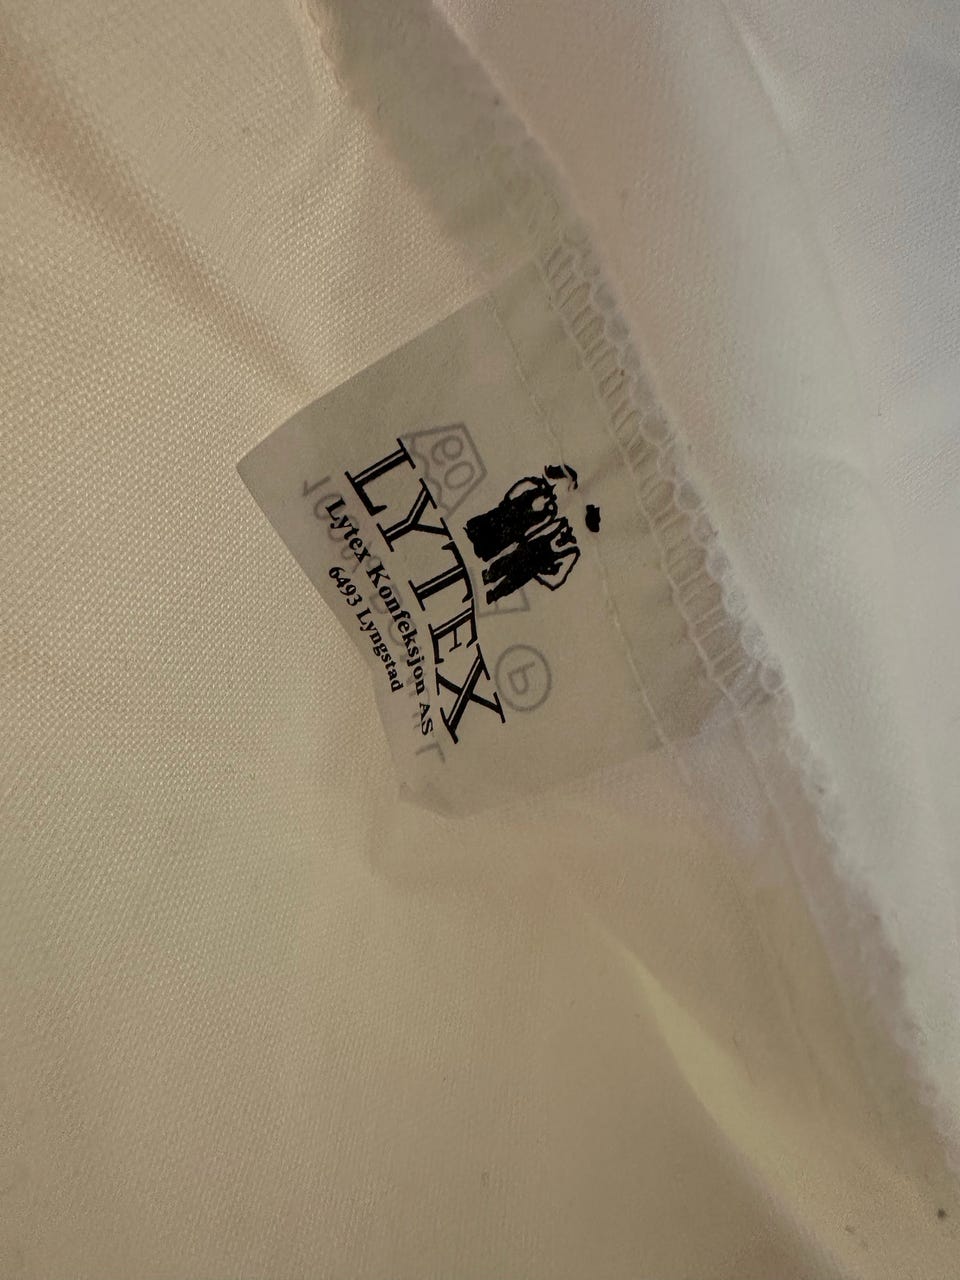 LYTEX
Lytex Konfeksjon AS
6493 Lyngstad